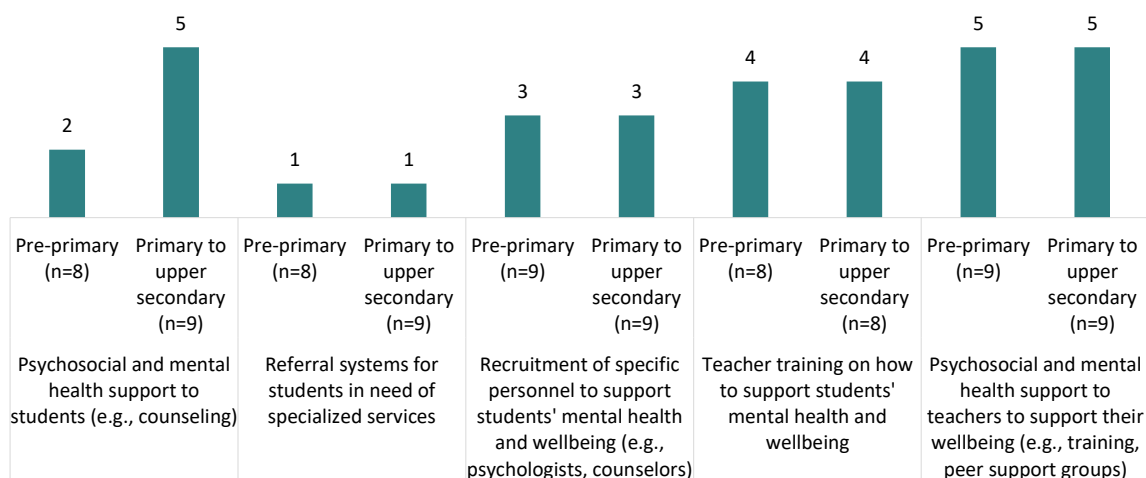 2
5
1
1
3
3
4
4
5
5
Pre-primary
(n=8)
Primary to
upper
secondary
(n=9)
Pre-primary
(n=8)
Primary to
upper
secondary
(n=9)
Pre-primary
(n=9)
Primary to
upper
secondary
(n=9)
Pre-primary
(n=8)
Primary to
upper
secondary
(n=8)
Pre-primary
(n=9)
Primary to
upper
secondary
(n=9)
Psychosocial and mental
health support to
students (e.g., counseling)
Referral systems for
students in need of
specialized services
Recruitment of specific
personnel to support
students' mental health
and wellbeing (e.g.,
psychologists, counselors)
Teacher training on how
to support students'
mental health and
wellbeing
Psychosocial and mental
health support to
teachers to support their
wellbeing (e.g., training,
peer support groups)